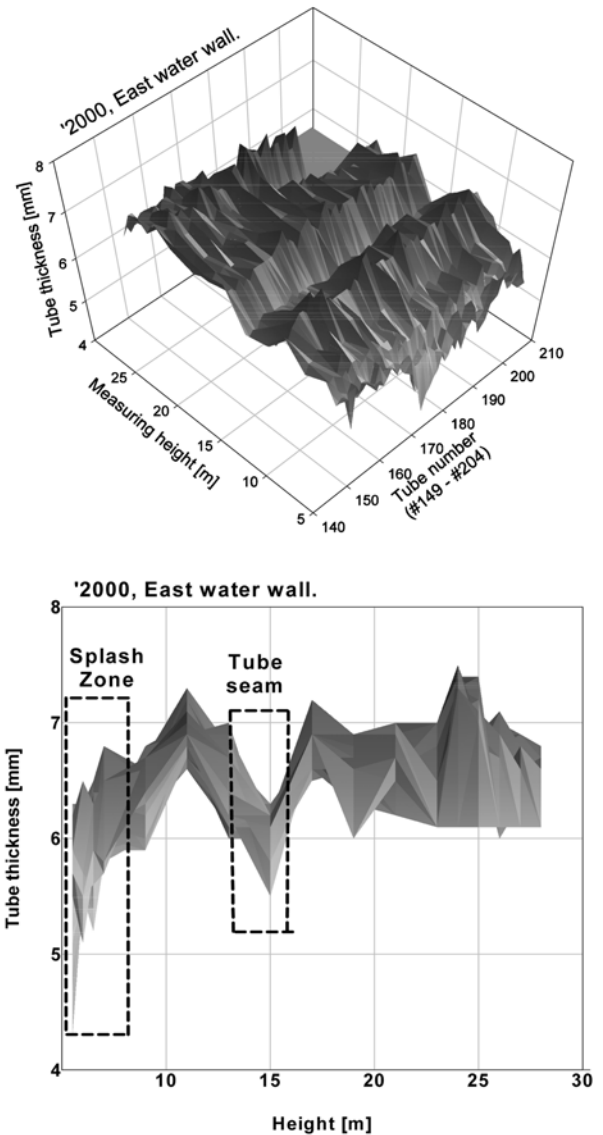 '2000, East water wall.
8
7
6
5
4
Tube thickness [mm]
25
20
15
10
5
Measuring height [m]
140
150
160
170
180
190
200
210
Tube number
(#149 - #204)
'2000, East water wall.
8
7
6
5
4
Tube thickness [mm]
Splash
Zone
Tube
seam
10
15
20
25
30
Height [m]